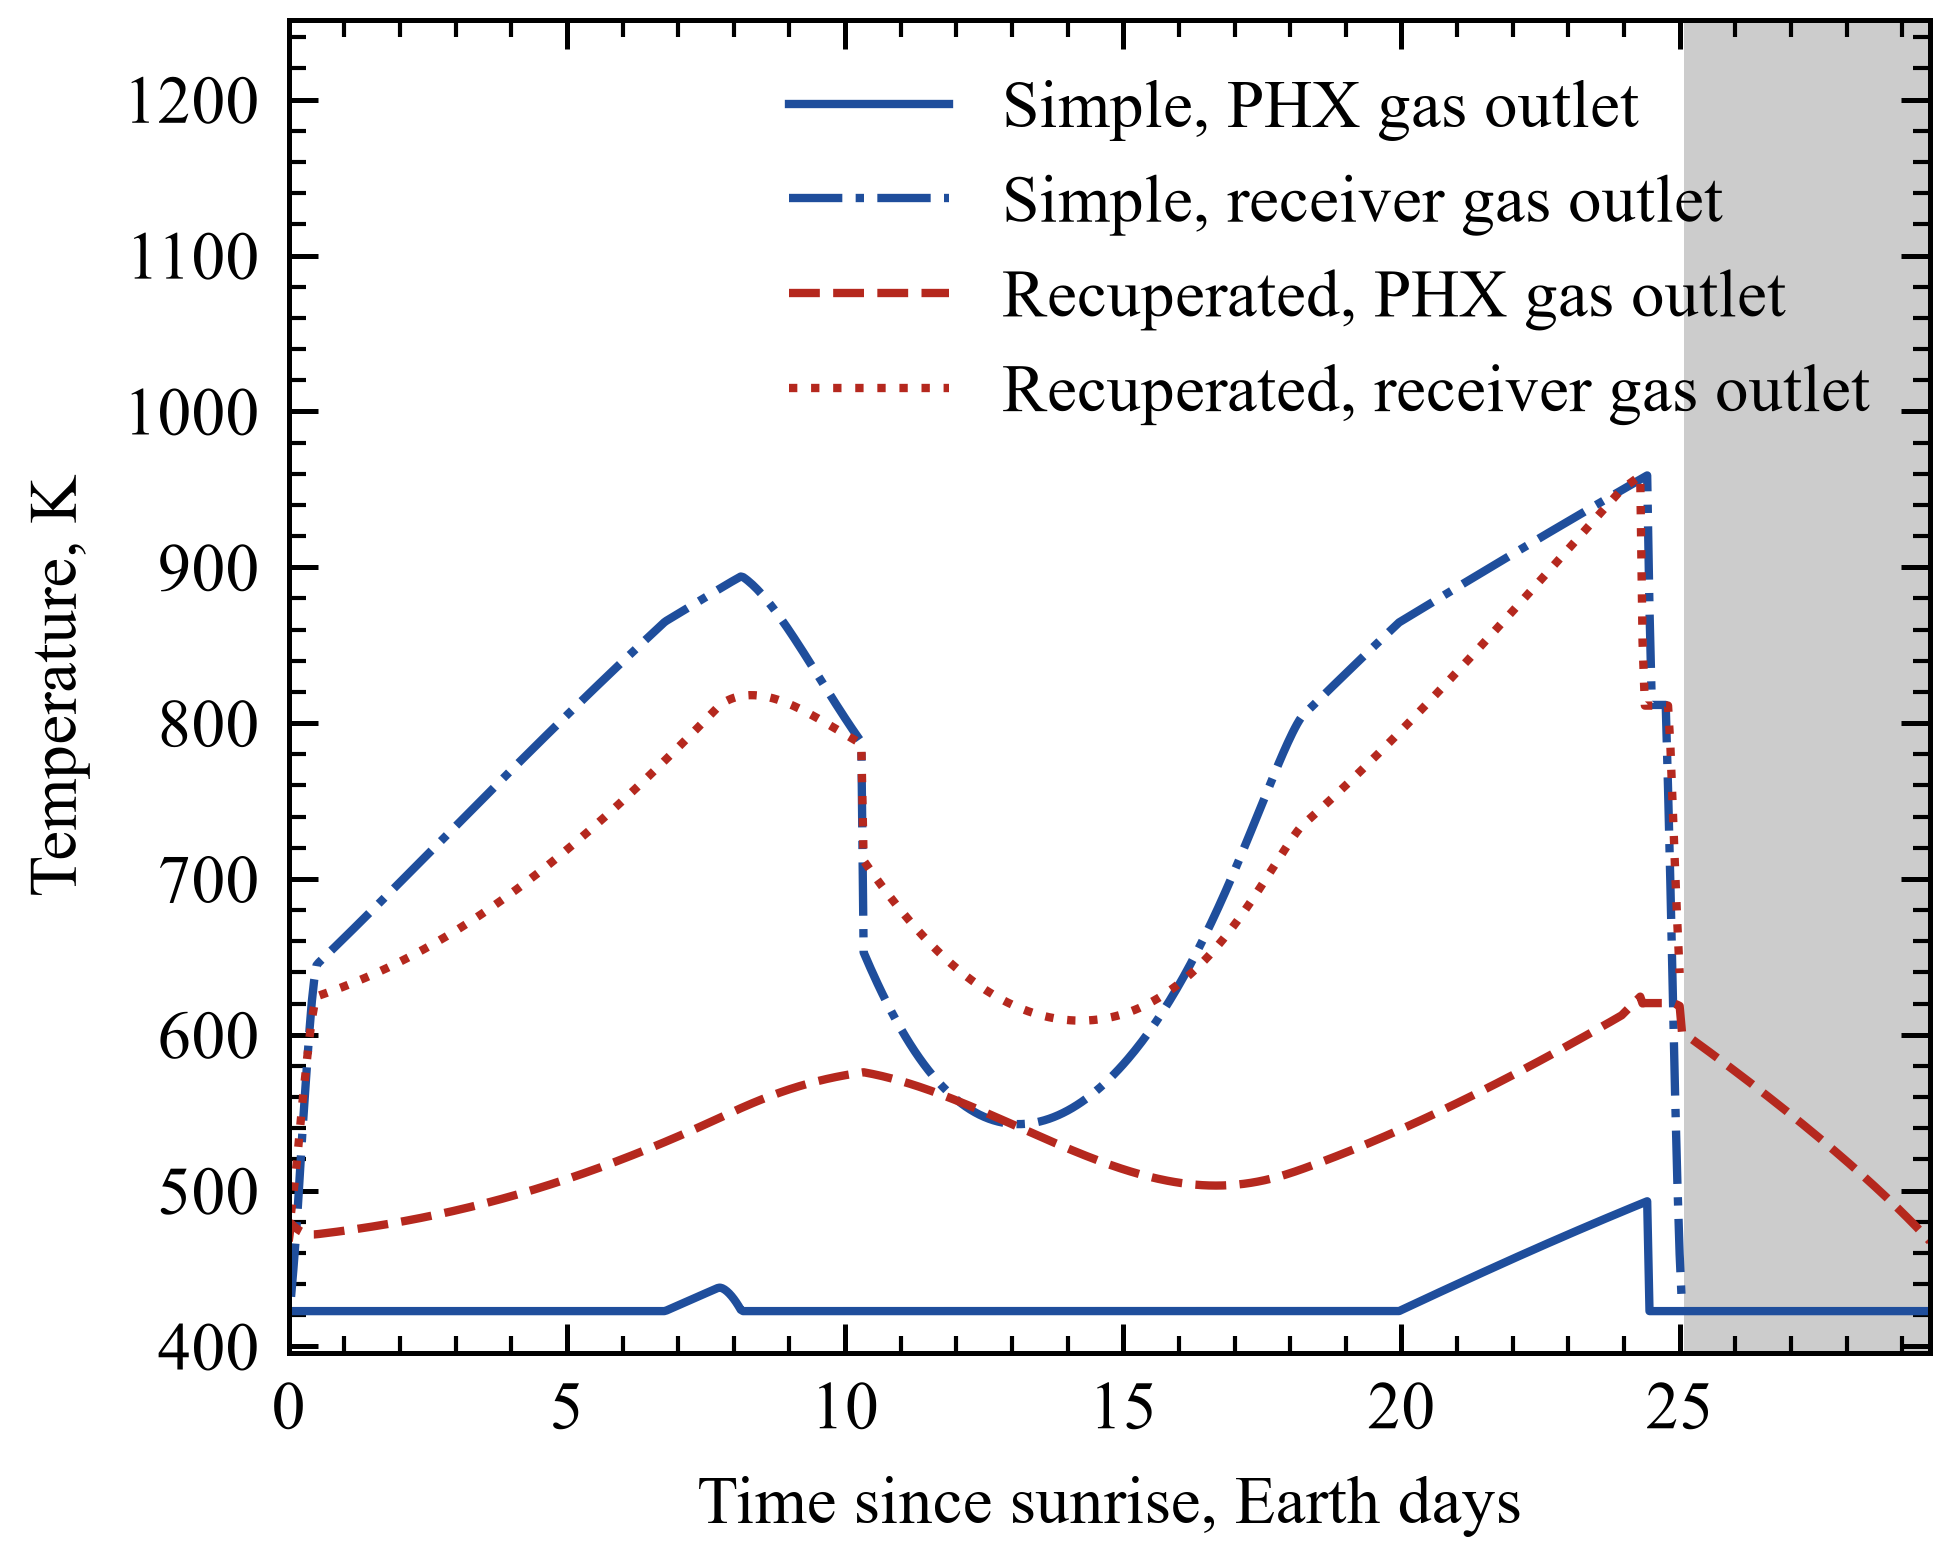 1200
1100
1000
900
800
700
600
500
400
Temperature, K
Simple, PHX gas outlet
Simple, receiver gas outlet
Recuperated, PHX gas outlet
Recuperated, receiver gas outlet
0 5 10 15 20 25
Time since sunrise, Earth days